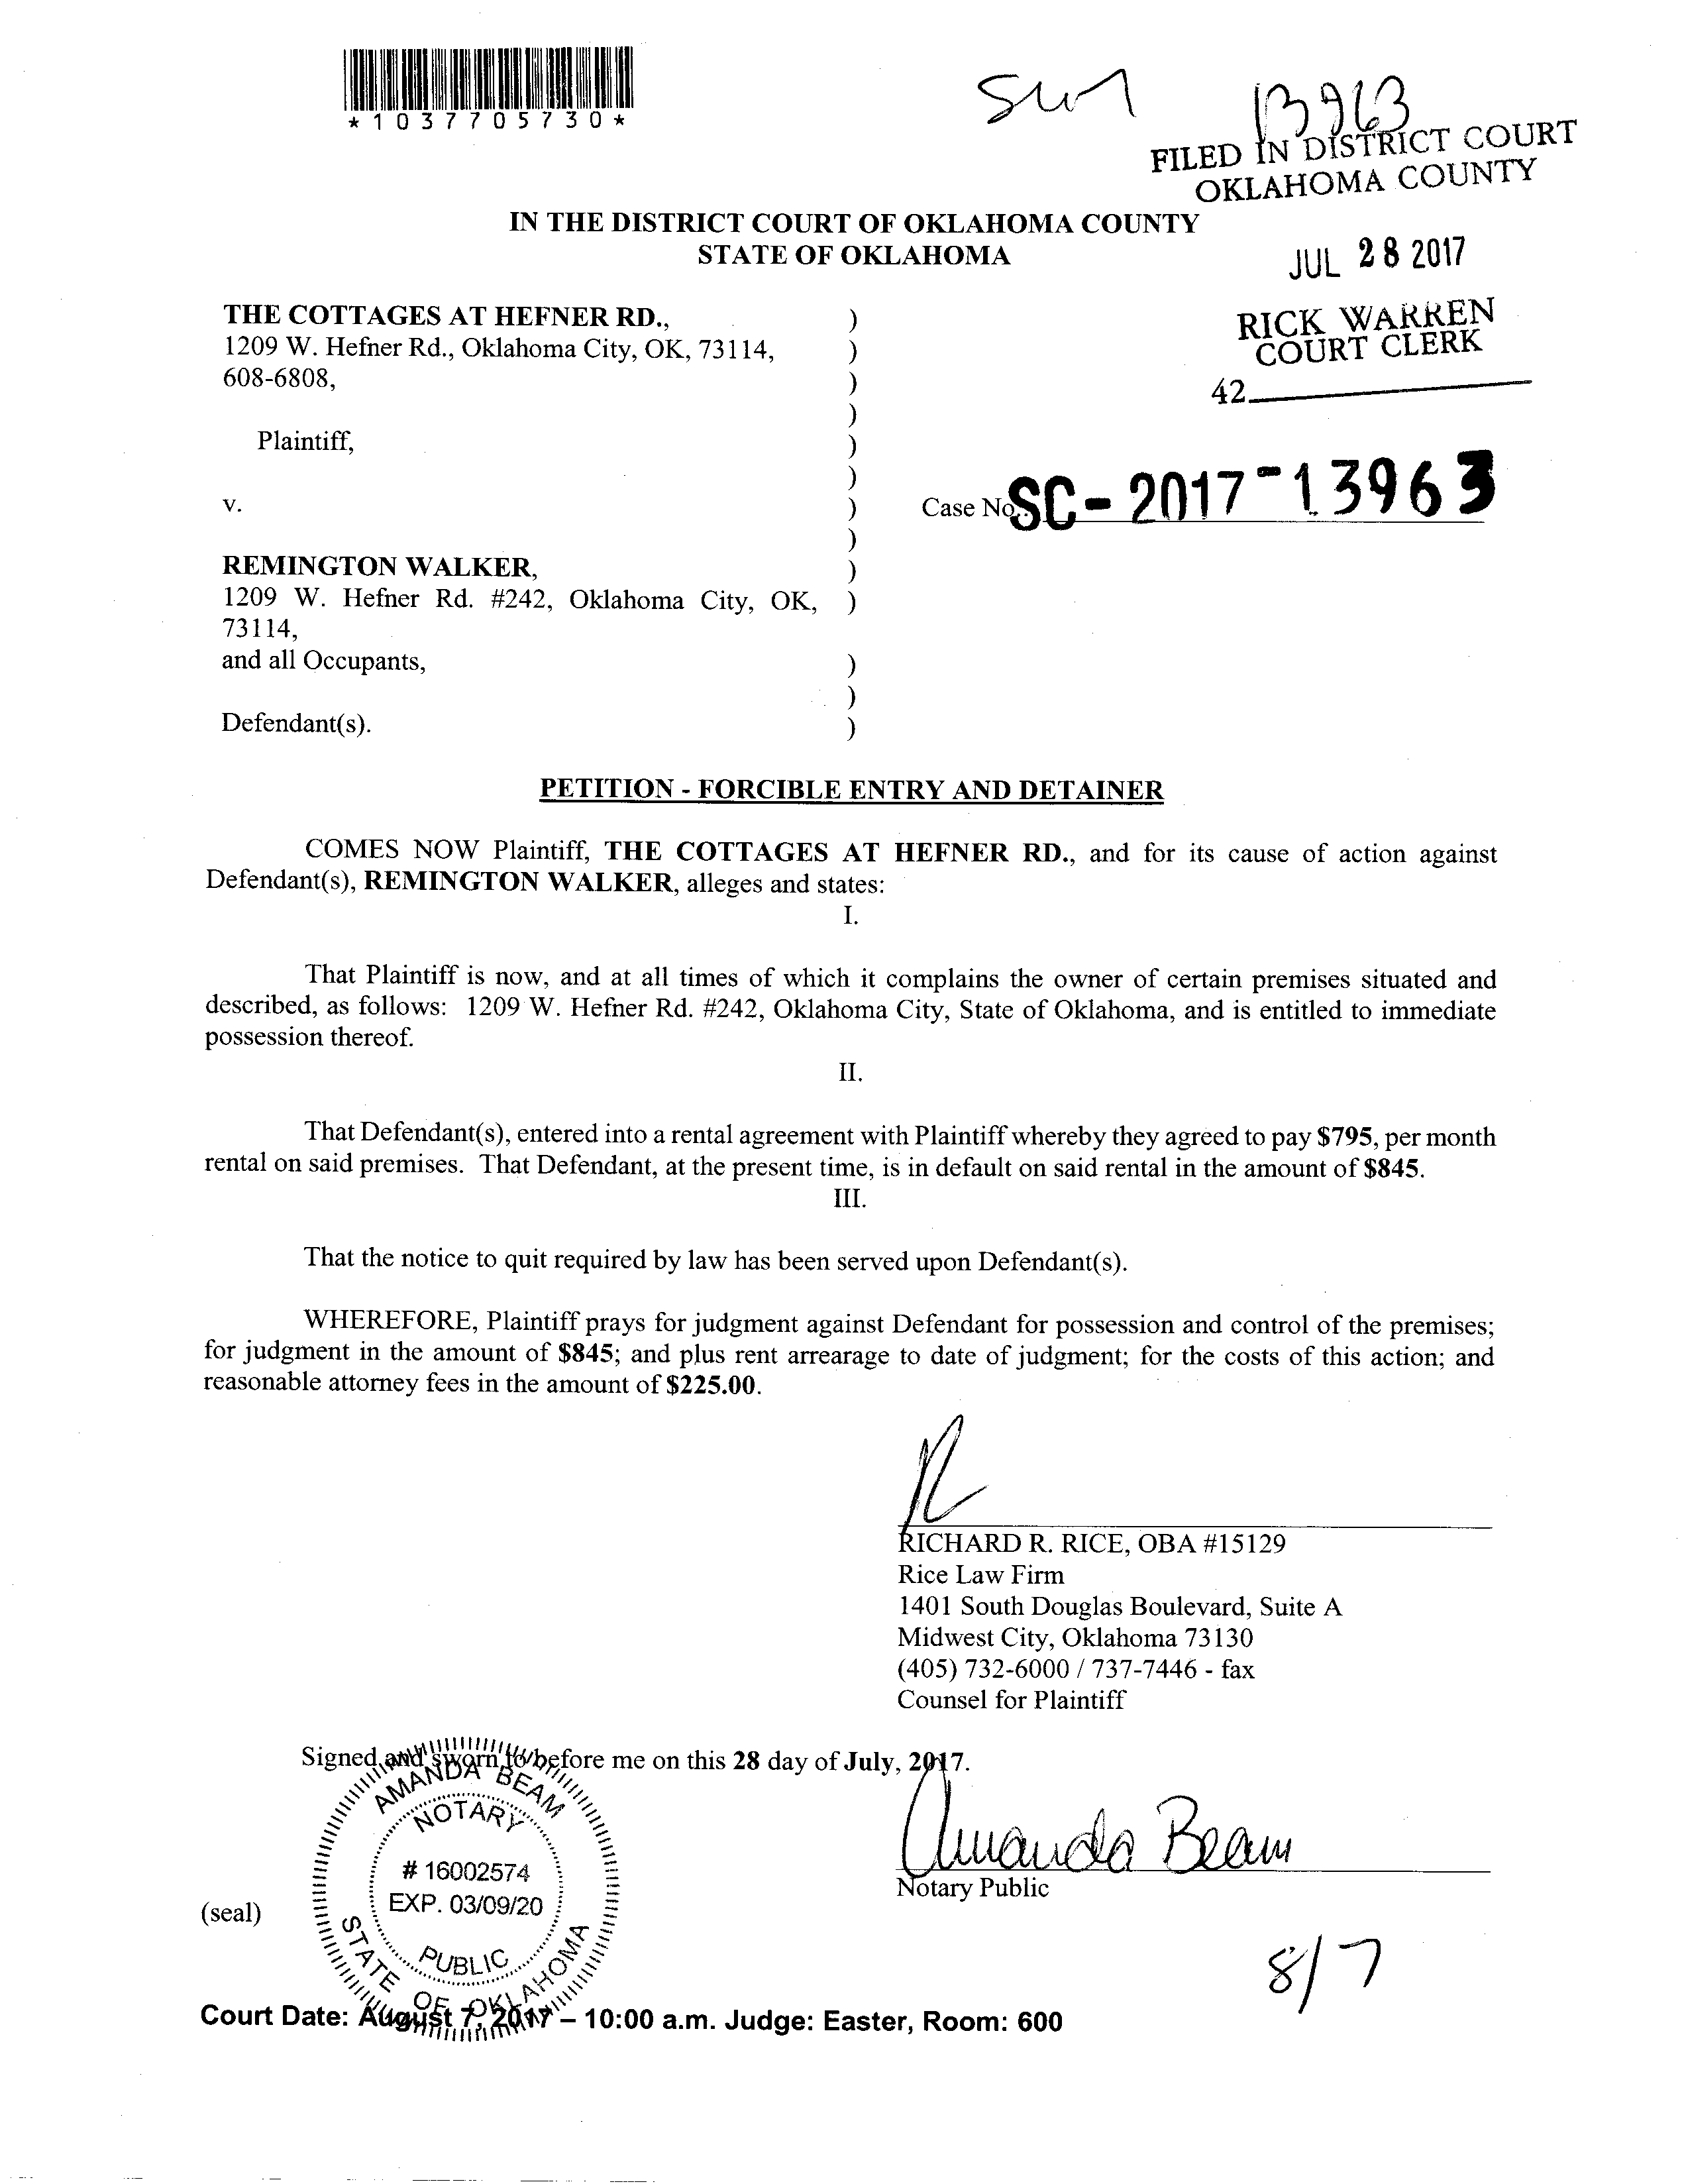 *1037705730*
13963
FILED IN DISTRICT COURT
OKLAHOMA COUNTY
IN THE DISTRICT COURT OF OKLAHOMA COUNTY
STATE OF OKLAHOMA
JUL 28 2017
RICK WARREN
COURT CLERK
42
THE COTTAGES AT HEFNER RD., )
1209 W. Hefner Rd., Oklahoma City, OK, 73114, )
608-6808, )
)
Plaintiff, )
)
v. ) Case No.: SC-2017-13963
)
REMINGTON WALKER, )
1209 W. Hefner Rd. #242, Oklahoma City, OK, )
73114,
and all Occupants, )
)
Defendant(s). )
PETITION - FORCIBLE ENTRY AND DETAINER
COMES NOW Plaintiff, THE COTTAGES AT HEFNER RD., and for its cause of action against
Defendant(s), REMINGTON WALKER, alleges and states:
I.
That Plaintiff is now, and at all times of which it complains the owner of certain premises situated and
described, as follows: 1209 W. Hefner Rd. #242, Oklahoma City, State of Oklahoma, and is entitled to immediate
possession thereof.
II.
That Defendant(s), entered into a rental agreement with Plaintiff whereby they agreed to pay $795, per month
rental on said premises. That Defendant, at the present time, is in default on said rental in the amount of $845.
III.
That the notice to quit required by law has been served upon Defendant(s).
WHEREFORE, Plaintiff prays for judgment against Defendant for possession and control of the premises;
for judgment in the amount of $845; and plus rent arrearage to date of judgment; for the costs of this action; and
reasonable attorney fees in the amount of $225.00.
RICHARD R. RICE, OBA #15129
Rice Law Firm
1401 South Douglas Boulevard, Suite A
Midwest City, Oklahoma 73130
(405) 732-6000 / 737-7446 - fax
Counsel for Plaintiff
Signed and sworn to before me on this 28 day of July, 2017.
Amanda Beam
Notary Public
AMANDA BEAM
NOTARY
# 16002574
EXP. 03/09/20
PUBLIC
STATE OF OKLAHOMA
(seal)
8/7
Court Date: August 7, 2017 – 10:00 a.m. Judge: Easter, Room: 600